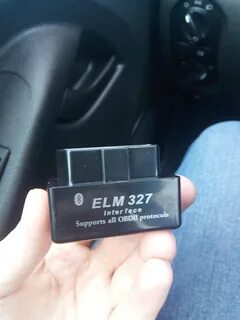 ELM 327
Interface
Supports all OBDII protocols